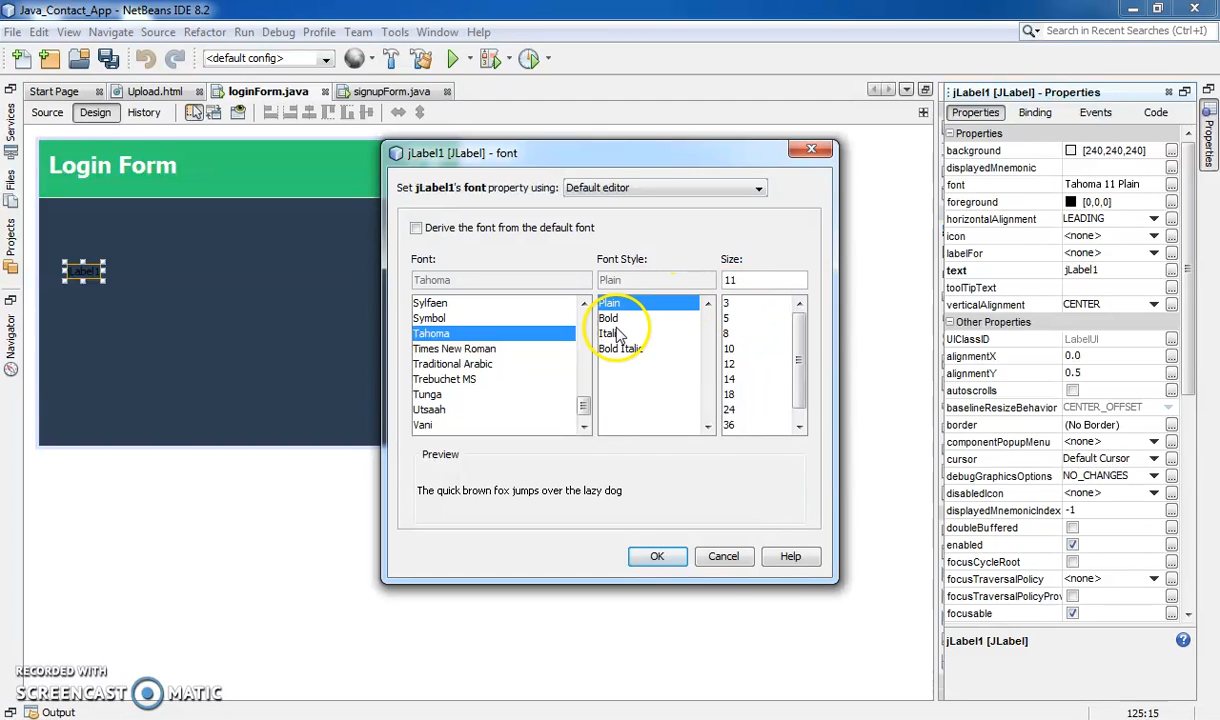 Java_Contact_App - NetBeans IDE 8.2
File Edit View Navigate Source Refactor Run Debug Profile Team Tools Window Help
Search in Recent Searches (Ctrl+I)
<default config>
Start Page Upload.html loginForm.java signupForm.java
Source Design History
Services
Files
Projects
Login Form
jLabel1
jLabel1 [JLabel] - font
Set jLabel1's font property using: Default editor
Derive the font from the default font
Font: Font Style: Size:
Tahoma Plain 11
Sylfaen Plain 3
Symbol Bold 5
Tahoma Italic 8
Times New Roman Bold Italic 10
Traditional Arabic 12
Trebuchet MS 14
Tunga 18
Utsaah 24
Vani 36
Preview
The quick brown fox jumps over the lazy dog
OK Cancel Help
jLabel1 [JLabel] - Properties
Properties Binding Events Code
Properties
background [240,240,240]
displayedMnemonic
font Tahoma 11 Plain
foreground [0,0,0]
horizontalAlignment LEADING
icon <none>
labelFor <none>
text jLabel1
toolTipText
verticalAlignment CENTER
Other Properties
UIClassID LabelUI
alignmentX 0.0
alignmentY 0.5
autoscrolls
baselineResizeBehavior CENTER_OFFSET
border (No Border)
componentPopupMenu <none>
cursor Default Cursor
debugGraphicsOptions NO_CHANGES
disabledIcon <none>
displayedMnemonicIndex -1
doubleBuffered
enabled
focusCycleRoot
focusTraversalPolicy <none>
focusTraversalPolicyProv
focusable
jLabel1 [JLabel]
Properties
RECORDED WITH
SCREENCAST MATIC
Output
125:15